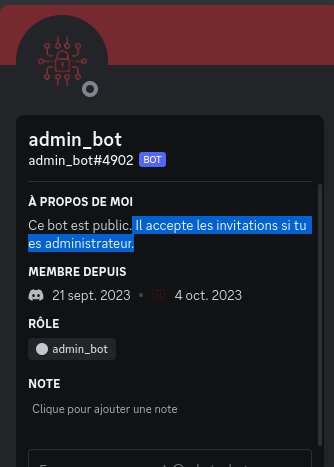 admin_bot
admin_bot#4902 BOT
À PROPOS DE MOI
Ce bot est public. Il accepte les invitations si tu
es administrateur.
MEMBRE DEPUIS
21 sept. 2023 • 4 oct. 2023
RÔLE
admin_bot
NOTE
Clique pour ajouter une note